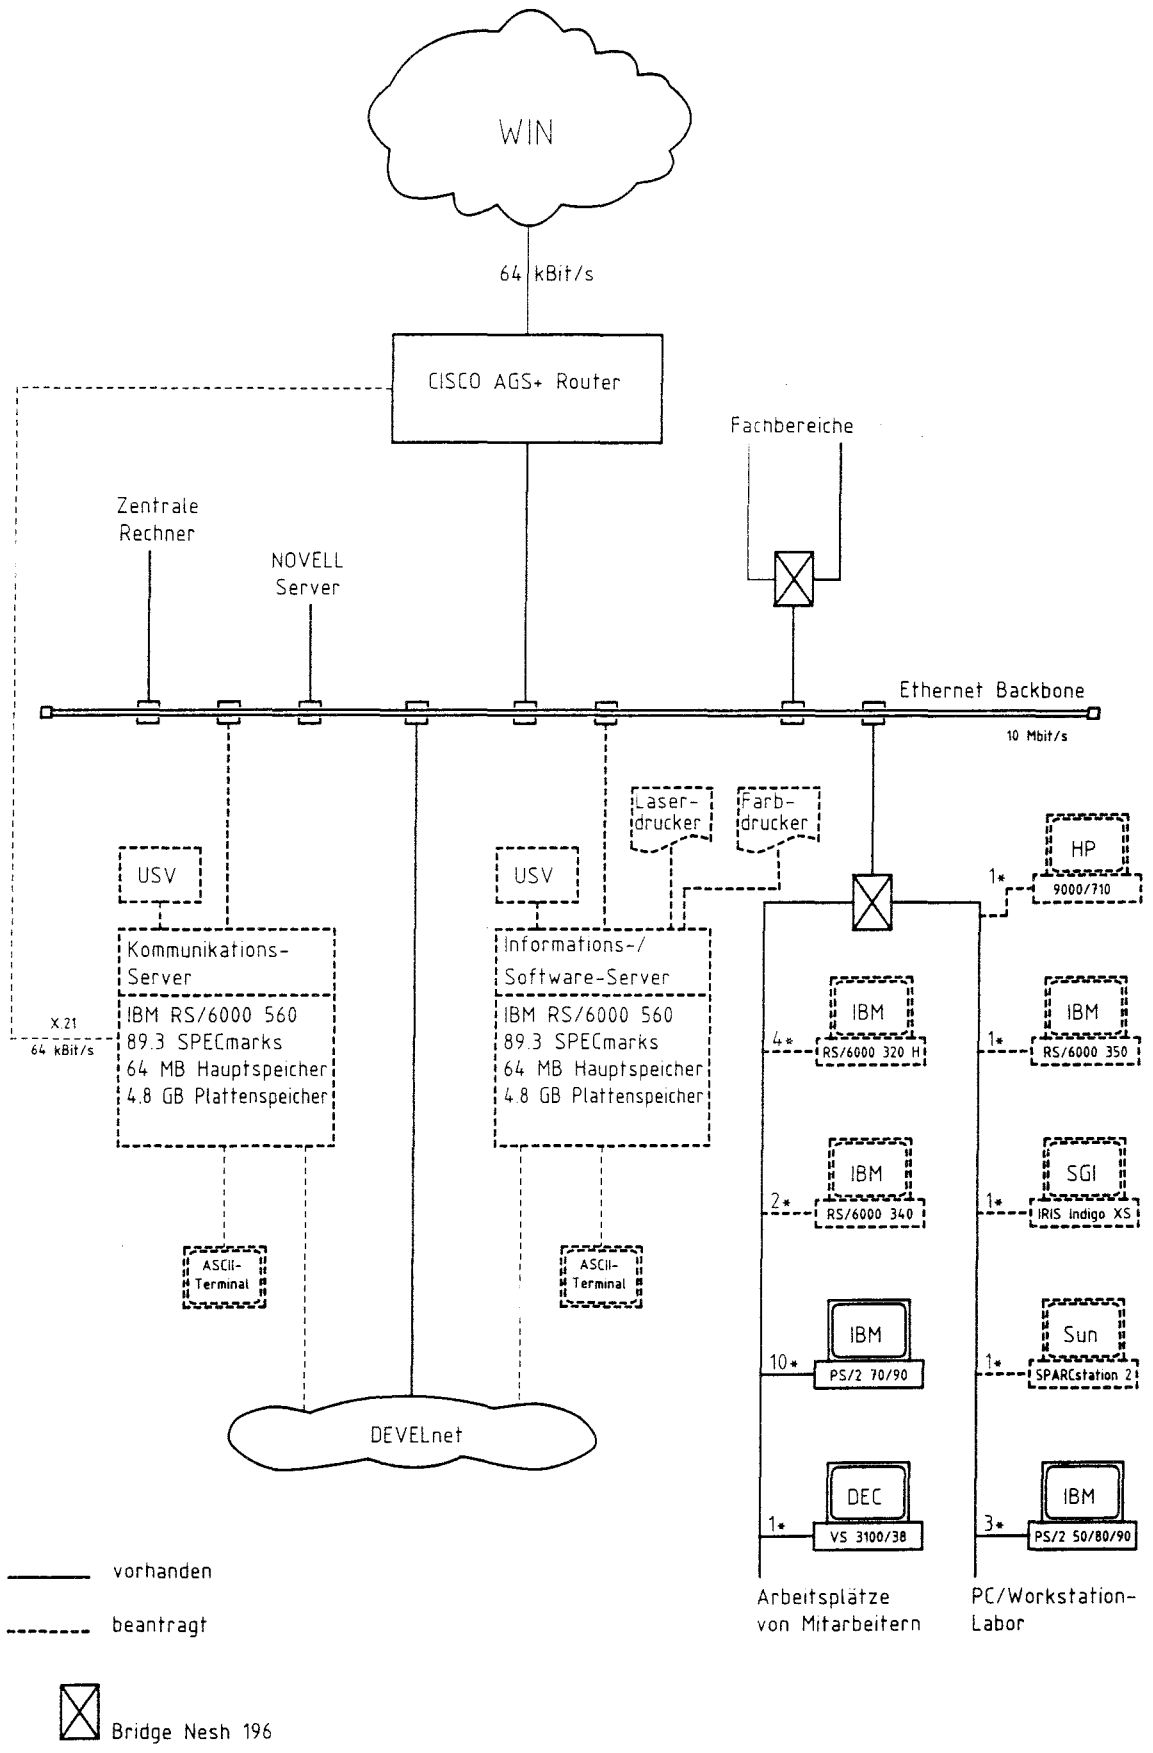 WIN
64 kBit/s
CISCO AGS+ Router
Fachbereiche
Zentrale
Rechner
NOVELL
Server
Ethernet Backbone
10 Mbit/s
Laser-
drucker
Farb-
drucker
USV
USV
HP
9000/710
1*
Kommunikations-
Server
IBM RS/6000 560
89.3 SPECmarks
64 MB Hauptspeicher
4.8 GB Plattenspeicher
X.21
64 kBit/s
Informations-/
Software-Server
IBM RS/6000 560
89.3 SPECmarks
64 MB Hauptspeicher
4.8 GB Plattenspeicher
IBM
4*
RS/6000 320 H
IBM
1*
RS/6000 350
IBM
2*
RS/6000 340
SGI
1*
IRIS Indigo XS
ASCII-
Terminal
ASCII-
Terminal
IBM
10*
PS/2 70/90
Sun
1*
SPARCstation 2
DEVELnet
DEC
1*
VS 3100/38
IBM
3*
PS/2 50/80/90
Arbeitsplätze
von Mitarbeitern
PC/Workstation-
Labor
vorhanden
beantragt
Bridge Nesh 196